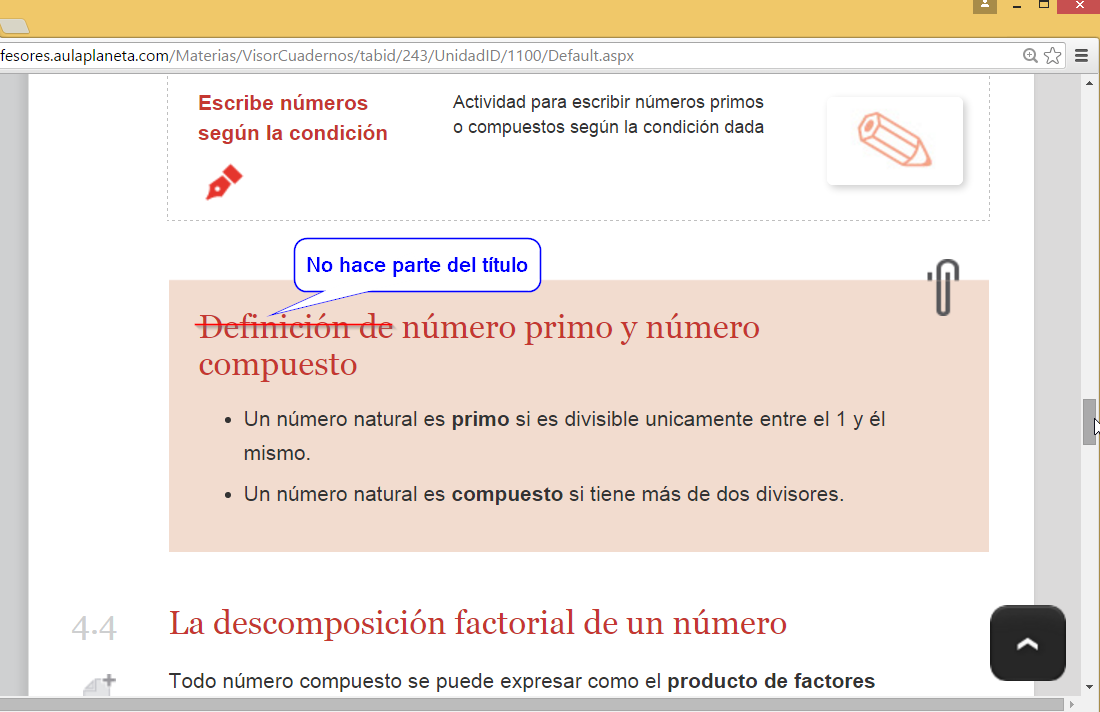 fesores.aulaplaneta.com/Materias/VisorCuadernos/tabid/243/UnidadID/1100/Default.aspx
Escribe números
según la condición
Actividad para escribir números primos
o compuestos según la condición dada
No hace parte del título
Definición de número primo y número
compuesto
• Un número natural es primo si es divisible unicamente entre el 1 y él
mismo.
• Un número natural es compuesto si tiene más de dos divisores.
4.4 La descomposición factorial de un número
Todo número compuesto se puede expresar como el producto de factores